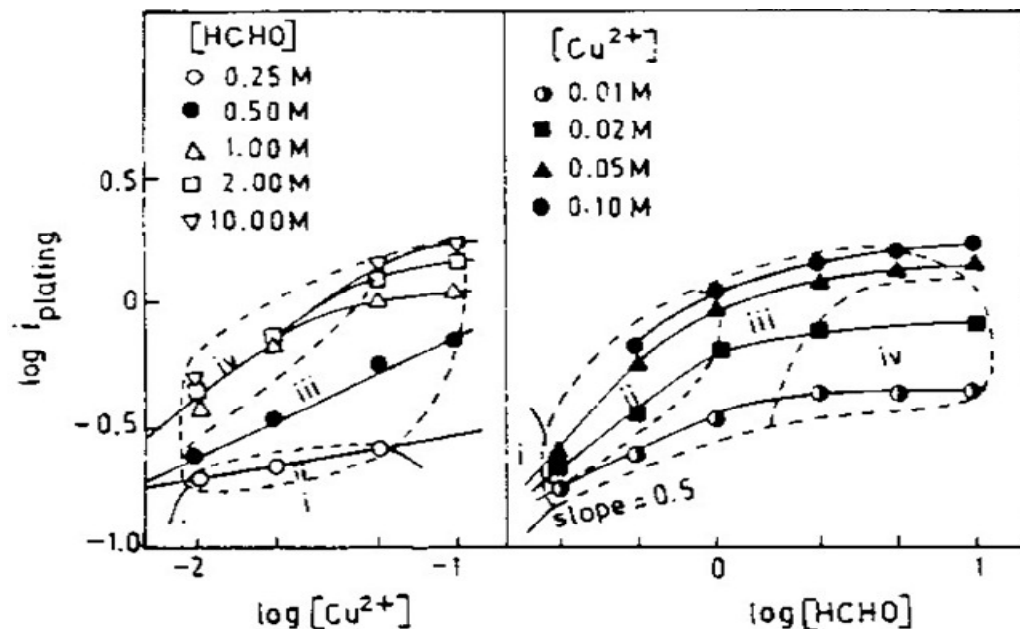 [HCHO]
0.25 M
0.50 M
1.00 M
2.00 M
10.00 M
[Cu²⁺]
0.01 M
0.02 M
0.05 M
0.10 M
log i plating
0.5
0
-0.5
-1.0
iv
iii
ii
i
ii
iii
iv
slope = 0.5
-2
-1
0
1
log [Cu²⁺]
log [HCHO]